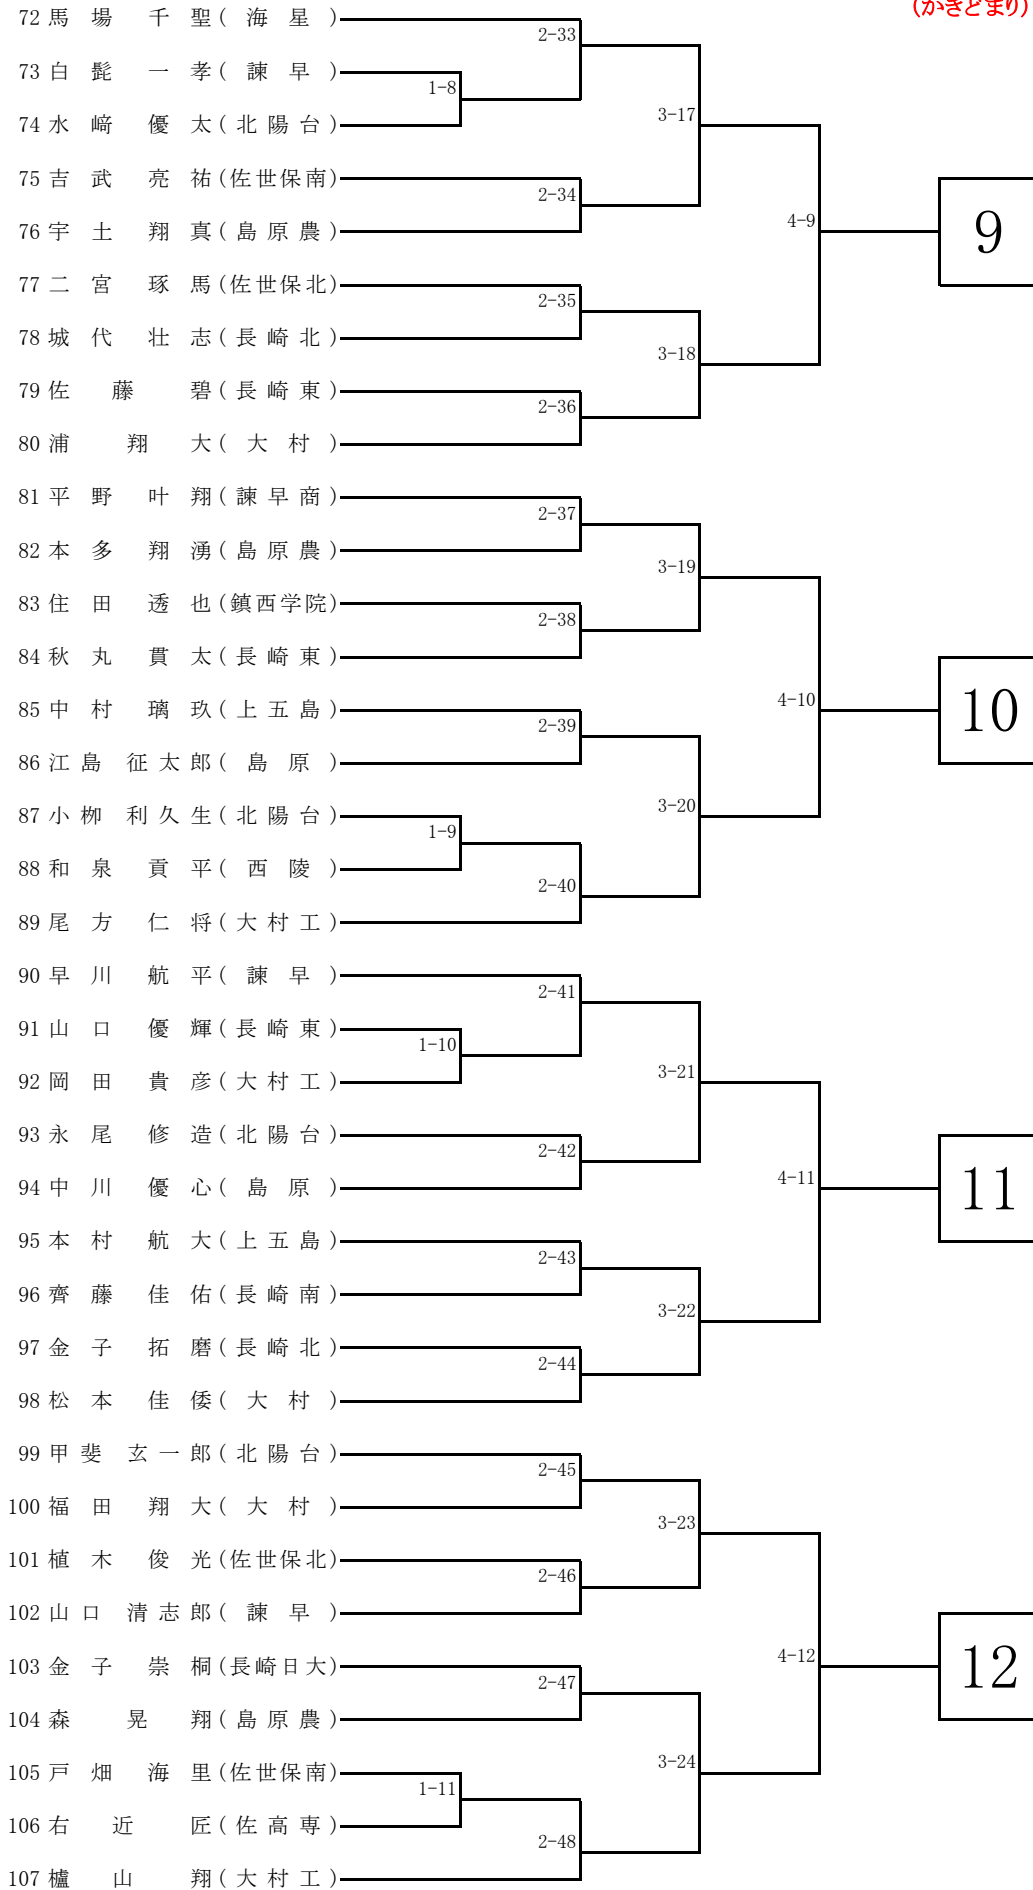 (かきどまり)
72 馬場 千聖 (海星)
2-33
73 白髭 一孝 (諫早)
1-8
3-17
74 水﨑 優太 (北陽台)
75 吉武 亮祐 (佐世保南)
2-34
4-9
9
76 宇土 翔真 (島原農)
77 二宮 琢馬 (佐世保北)
2-35
78 城代 壮志 (長崎北)
3-18
79 佐藤 碧 (長崎東)
2-36
80 浦 翔大 (大村)
81 平野 叶翔 (諫早商)
2-37
82 本多 翔湧 (島原農)
3-19
83 住田 透也 (鎮西学院)
2-38
84 秋丸 貫太 (長崎東)
4-10
10
85 中村 璃玖 (上五島)
2-39
86 江島 征太郎 (島原)
3-20
87 小栁 利久生 (北陽台)
1-9
88 和泉 貢平 (西陵)
2-40
89 尾方 仁将 (大村工)
90 早川 航平 (諫早)
2-41
91 山口 優輝 (長崎東)
1-10
3-21
92 岡田 貴彦 (大村工)
93 永尾 修造 (北陽台)
2-42
4-11
11
94 中川 優心 (島原)
95 本村 航大 (上五島)
2-43
96 齊藤 佳佑 (長崎南)
3-22
97 金子 拓磨 (長崎北)
2-44
98 松本 佳倭 (大村)
99 甲斐 玄一郎 (北陽台)
2-45
100 福田 翔大 (大村)
3-23
101 植木 俊光 (佐世保北)
2-46
102 山口 清志郎 (諫早)
4-12
12
103 金子 崇桐 (長崎日大)
2-47
104 森 晃翔 (島原農)
3-24
105 戸畑 海里 (佐世保南)
1-11
106 右近 匠 (佐高専)
2-48
107 櫨山 翔 (大村工)